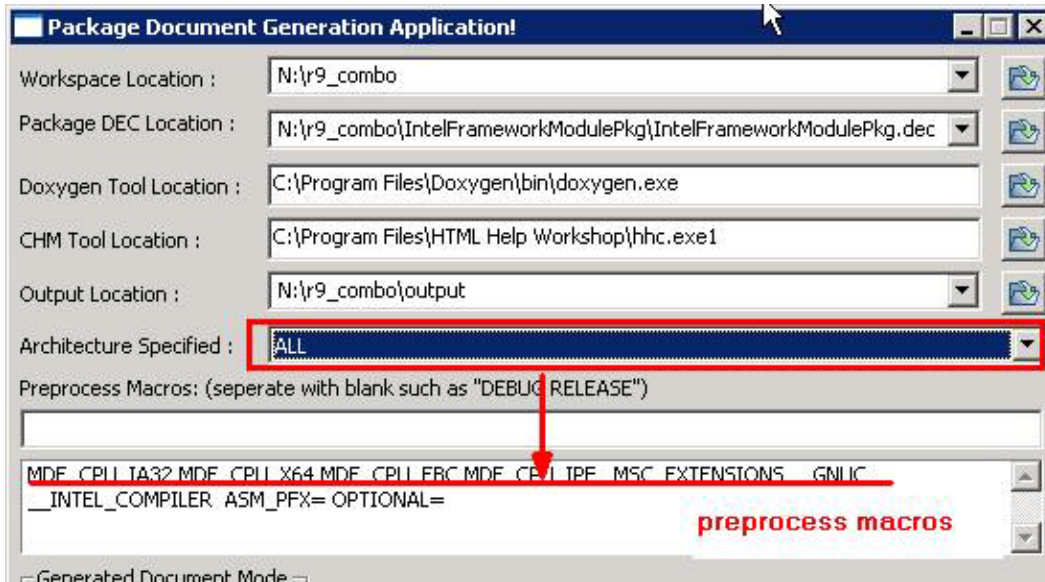 Package Document Generation Application!
Workspace Location : N:\r9_combo
Package DEC Location : N:\r9_combo\IntelFrameworkModulePkg\IntelFrameworkModulePkg.dec
Doxygen Tool Location : C:\Program Files\Doxygen\bin\doxygen.exe
CHM Tool Location : C:\Program Files\HTML Help Workshop\hhc.exe1
Output Location : N:\r9_combo\output
Architecture Specified : ALL
Preprocess Macros: (seperate with blank such as "DEBUG RELEASE")
MDE_CPU_IA32 MDE_CPU_X64 MDE_CPU_EBC MDE_CPU_IPF _MSC_EXTENSIONS __GNUC__
__INTEL_COMPILER ASM_PFX= OPTIONAL=
preprocess macros
Generated Document Mode